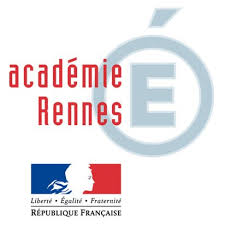 académie
Rennes
É
Liberté • Égalité • Fraternité
RÉPUBLIQUE FRANÇAISE